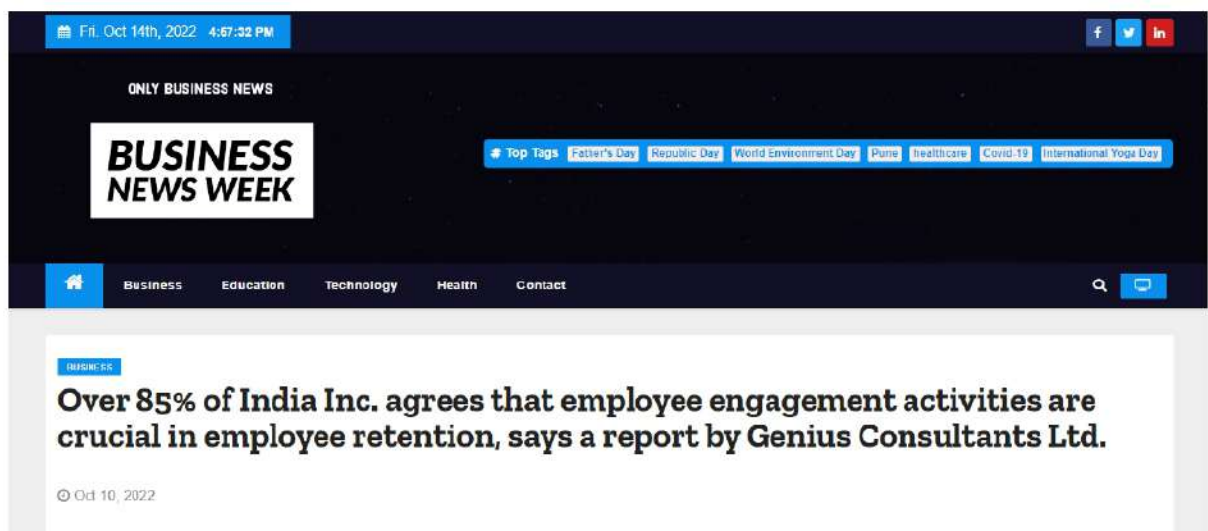 Fri. Oct 14th, 2022 4:57:32 PM
f in
ONLY BUSINESS NEWS
BUSINESS
NEWS WEEK
# Top Tags Father's Day Republic Day World Environment Day Pune healthcare Covid-19 International Yoga Day
Business Education Technology Health Contact
BUSINESS
Over 85% of India Inc. agrees that employee engagement activities are
crucial in employee retention, says a report by Genius Consultants Ltd.
Oct 10, 2022